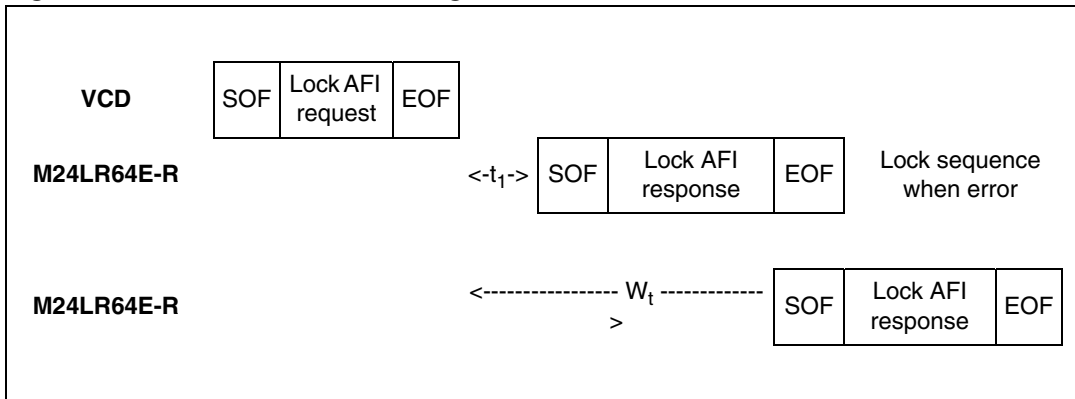 VCD SOF Lock AFI request EOF
M24LR64E-R <-t1-> SOF Lock AFI response EOF Lock sequence when error
M24LR64E-R <------------------ Wt ------------- > SOF Lock AFI response EOF